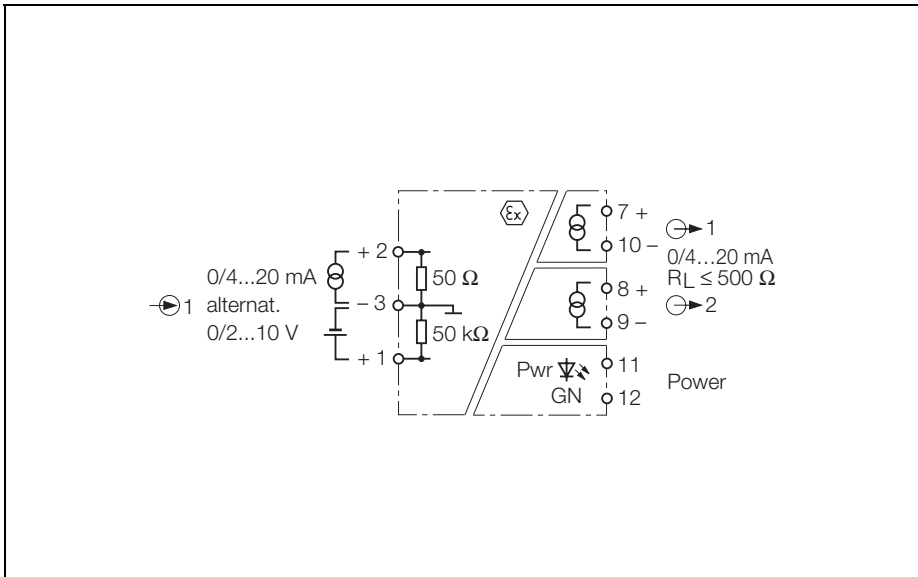 Ex
7 +
1
+ 2
10 –
0/4...20 mA
0/4...20 mA
50 Ω
RL ≤ 500 Ω
8 +
1
alternat.
– 3
2
0/2...10 V
50 kΩ
9 –
+ 1
Pwr
11
GN
Power
12